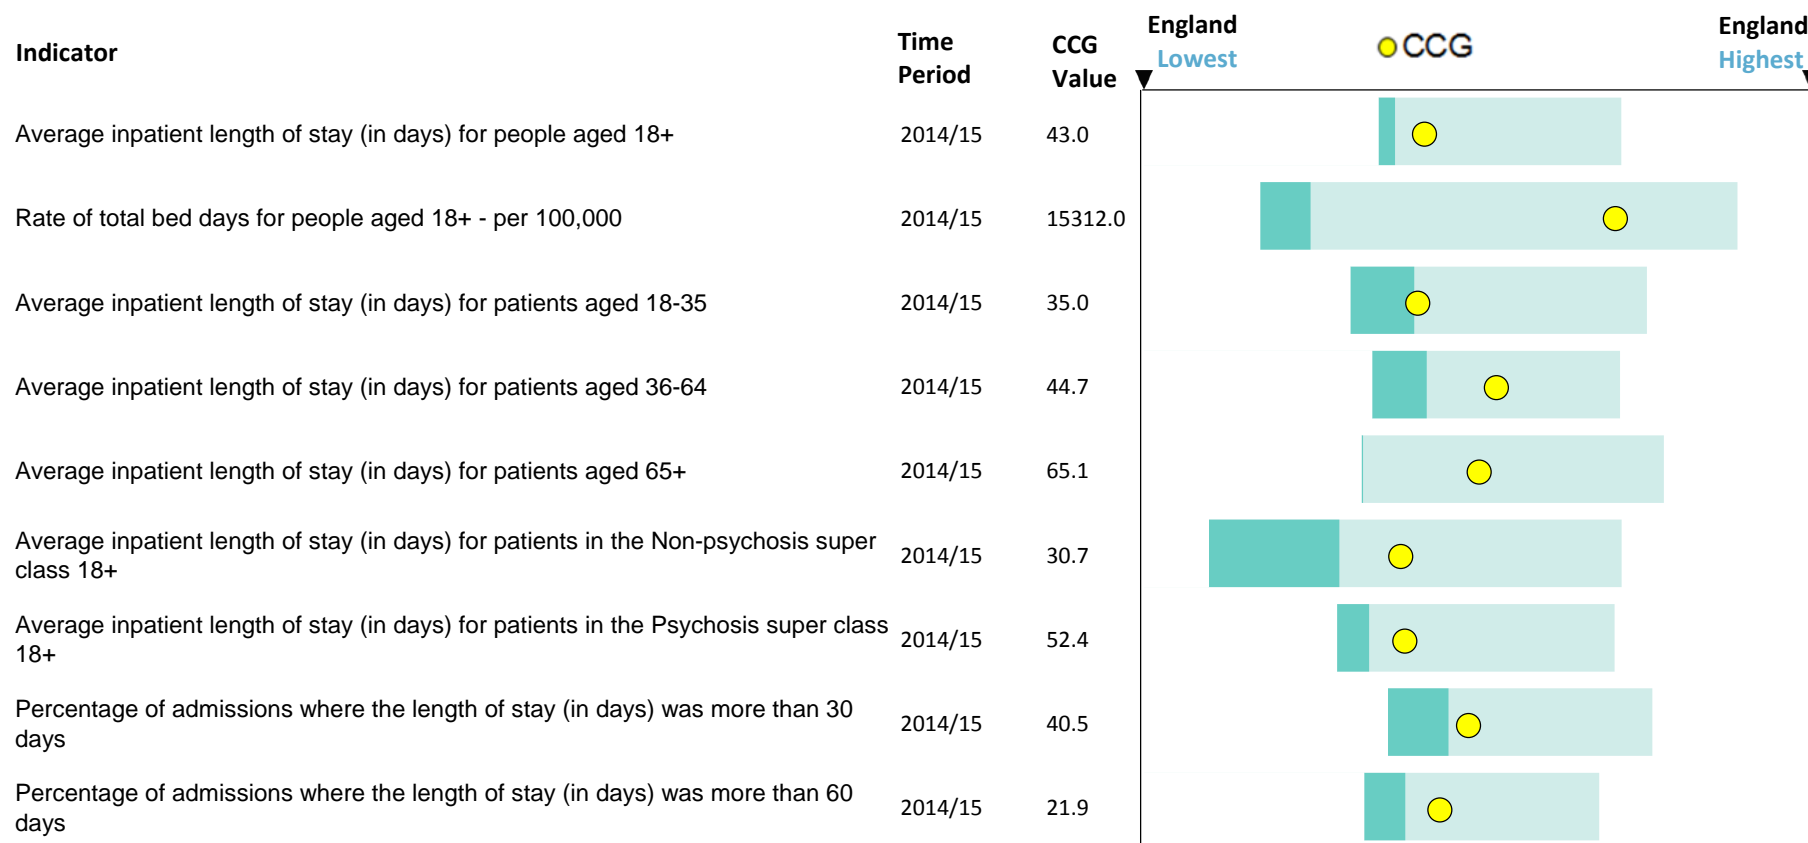 Indicator
Time
Period
CCG
Value
England
Lowest
CCG
England
Highest
Average inpatient length of stay (in days) for people aged 18+ 2014/15 43.0
Rate of total bed days for people aged 18+ - per 100,000 2014/15 15312.0
Average inpatient length of stay (in days) for patients aged 18-35 2014/15 35.0
Average inpatient length of stay (in days) for patients aged 36-64 2014/15 44.7
Average inpatient length of stay (in days) for patients aged 65+ 2014/15 65.1
Average inpatient length of stay (in days) for patients in the Non-psychosis super
class 18+ 2014/15 30.7
Average inpatient length of stay (in days) for patients in the Psychosis super class
18+ 2014/15 52.4
Percentage of admissions where the length of stay (in days) was more than 30
days 2014/15 40.5
Percentage of admissions where the length of stay (in days) was more than 60
days 2014/15 21.9